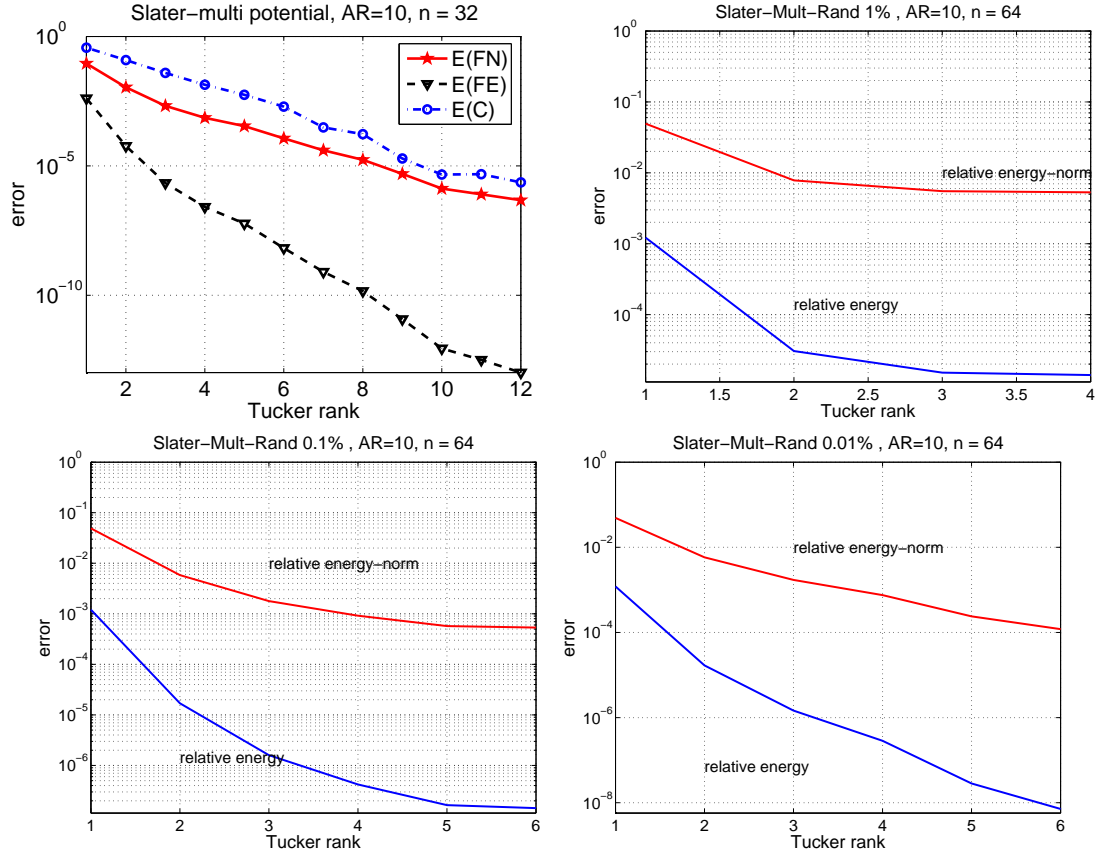 Slater−multi potential, AR=10, n = 32
10^0
10^−5
10^−10
error
E(FN)
E(FE)
E(C)
2 4 6 8 10 12
Tucker rank
Slater−Mult−Rand 1% , AR=10, n = 64
10^0
10^−1
10^−2
10^−3
10^−4
error
relative energy−norm
relative energy
1 1.5 2 2.5 3 3.5 4
Tucker rank
Slater−Mult−Rand 0.1% , AR=10, n = 64
10^0
10^−1
10^−2
10^−3
10^−4
10^−5
10^−6
error
relative energy−norm
relative energy
1 2 3 4 5 6
Tucker rank
Slater−Mult−Rand 0.01% , AR=10, n = 64
10^0
10^−2
10^−4
10^−6
10^−8
error
relative energy−norm
relative energy
1 2 3 4 5 6
Tucker rank